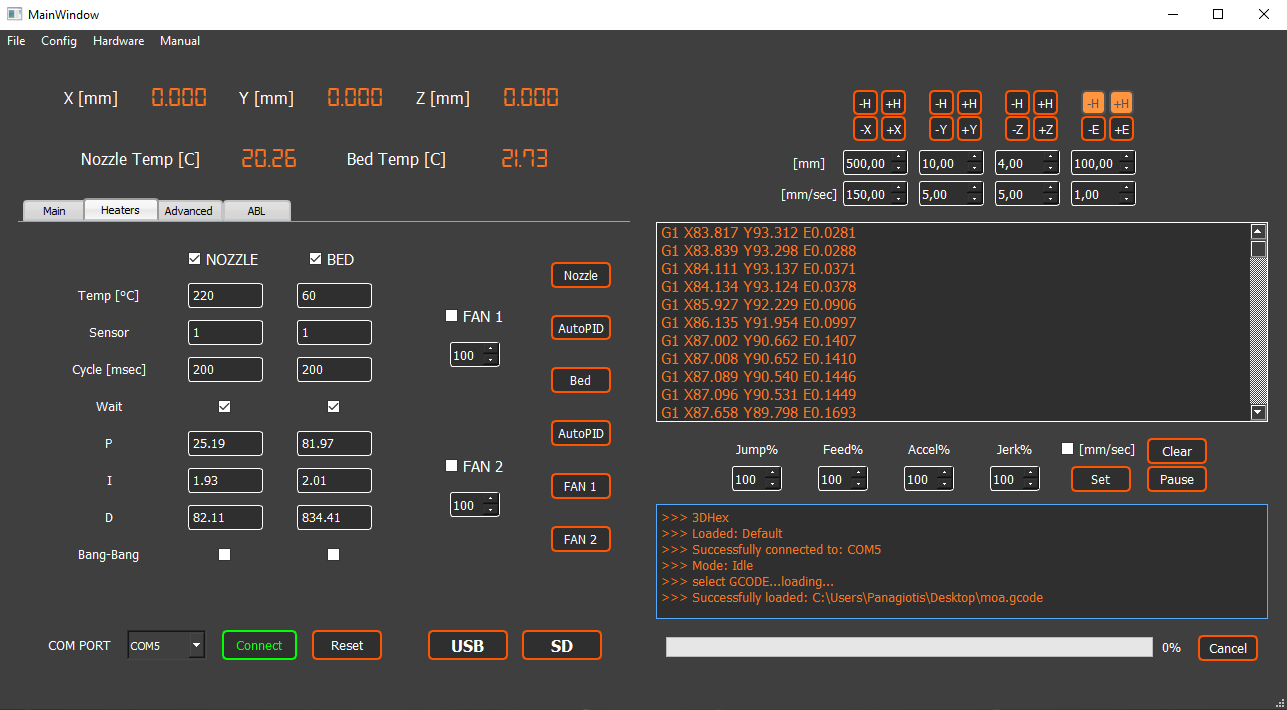 MainWindow
File Config Hardware Manual
X [mm] 0.000 Y [mm] 0.000 Z [mm] 0.000
Nozzle Temp [C] 20.26 Bed Temp [C] 21.73
-H +H -H +H -H +H -H +H
-X +X -Y +Y -Z +Z -E +E
[mm] 500,00 10,00 4,00 100,00
[mm/sec] 150,00 5,00 5,00 1,00
Main Heaters Advanced ABL
NOZZLE BED
Temp [ºC] 220 60
Sensor 1 1
Cycle [msec] 200 200
Wait
P 25.19 81.97
I 1.93 2.01
D 82.11 834.41
Bang-Bang
FAN 1
100
FAN 2
100
Nozzle
AutoPID
Bed
AutoPID
FAN 1
FAN 2
G1 X83.817 Y93.312 E0.0281
G1 X83.839 Y93.298 E0.0288
G1 X84.111 Y93.137 E0.0371
G1 X84.134 Y93.124 E0.0378
G1 X85.927 Y92.229 E0.0906
G1 X86.135 Y91.954 E0.0997
G1 X87.002 Y90.662 E0.1407
G1 X87.008 Y90.652 E0.1410
G1 X87.089 Y90.540 E0.1446
G1 X87.096 Y90.531 E0.1449
G1 X87.658 Y89.798 E0.1693
Jump% Feed% Accel% Jerk% [mm/sec] Clear
100 100 100 100 Set Pause
>>> 3DHex
>>> Loaded: Default
>>> Successfully connected to: COM5
>>> Mode: Idle
>>> select GCODE...loading...
>>> Successfully loaded: C:\Users\Panagiotis\Desktop\moa.gcode
COM PORT COM5 Connect Reset USB SD
0% Cancel